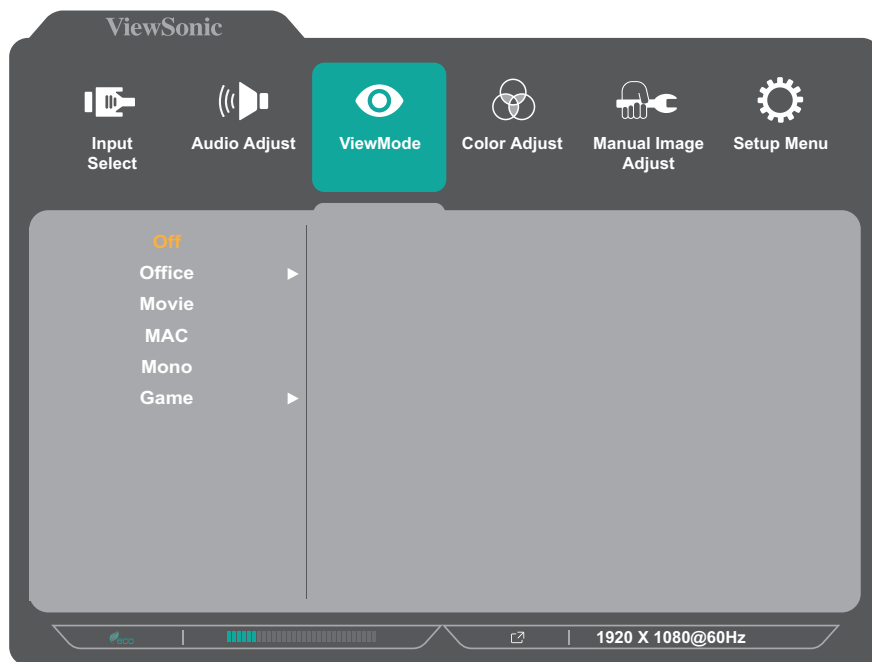 ViewSonic
Input
Select
Audio Adjust
ViewMode
Color Adjust
Manual Image
Adjust
Setup Menu
Off
Office
Movie
MAC
Mono
Game
eco
1920 X 1080@60Hz